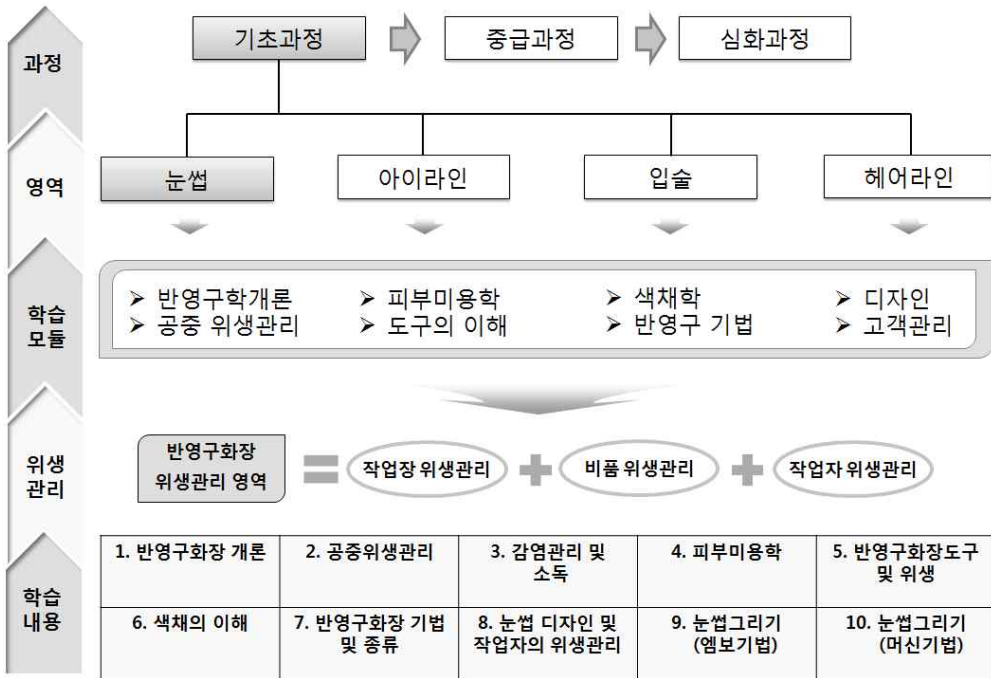 과정
기초과정
중급과정
심화과정
영역
눈썹
아이라인
입술
헤어라인
학습
모듈
➢ 반영구학개론
➢ 공중 위생관리
➢ 피부미용학
➢ 도구의 이해
➢ 색채학
➢ 반영구 기법
➢ 디자인
➢ 고객관리
위생
관리
반영구화장
위생관리 영역
=
작업장 위생관리
+
비품 위생관리
+
작업자 위생관리
학습
내용
1. 반영구화장 개론
2. 공중위생관리
3. 감염관리 및
소독
4. 피부미용학
5. 반영구화장도구
및 위생
6. 색채의 이해
7. 반영구화장 기법
및 종류
8. 눈썹 디자인 및
작업자의 위생관리
9. 눈썹그리기
(엠보기법)
10. 눈썹그리기
(머신기법)